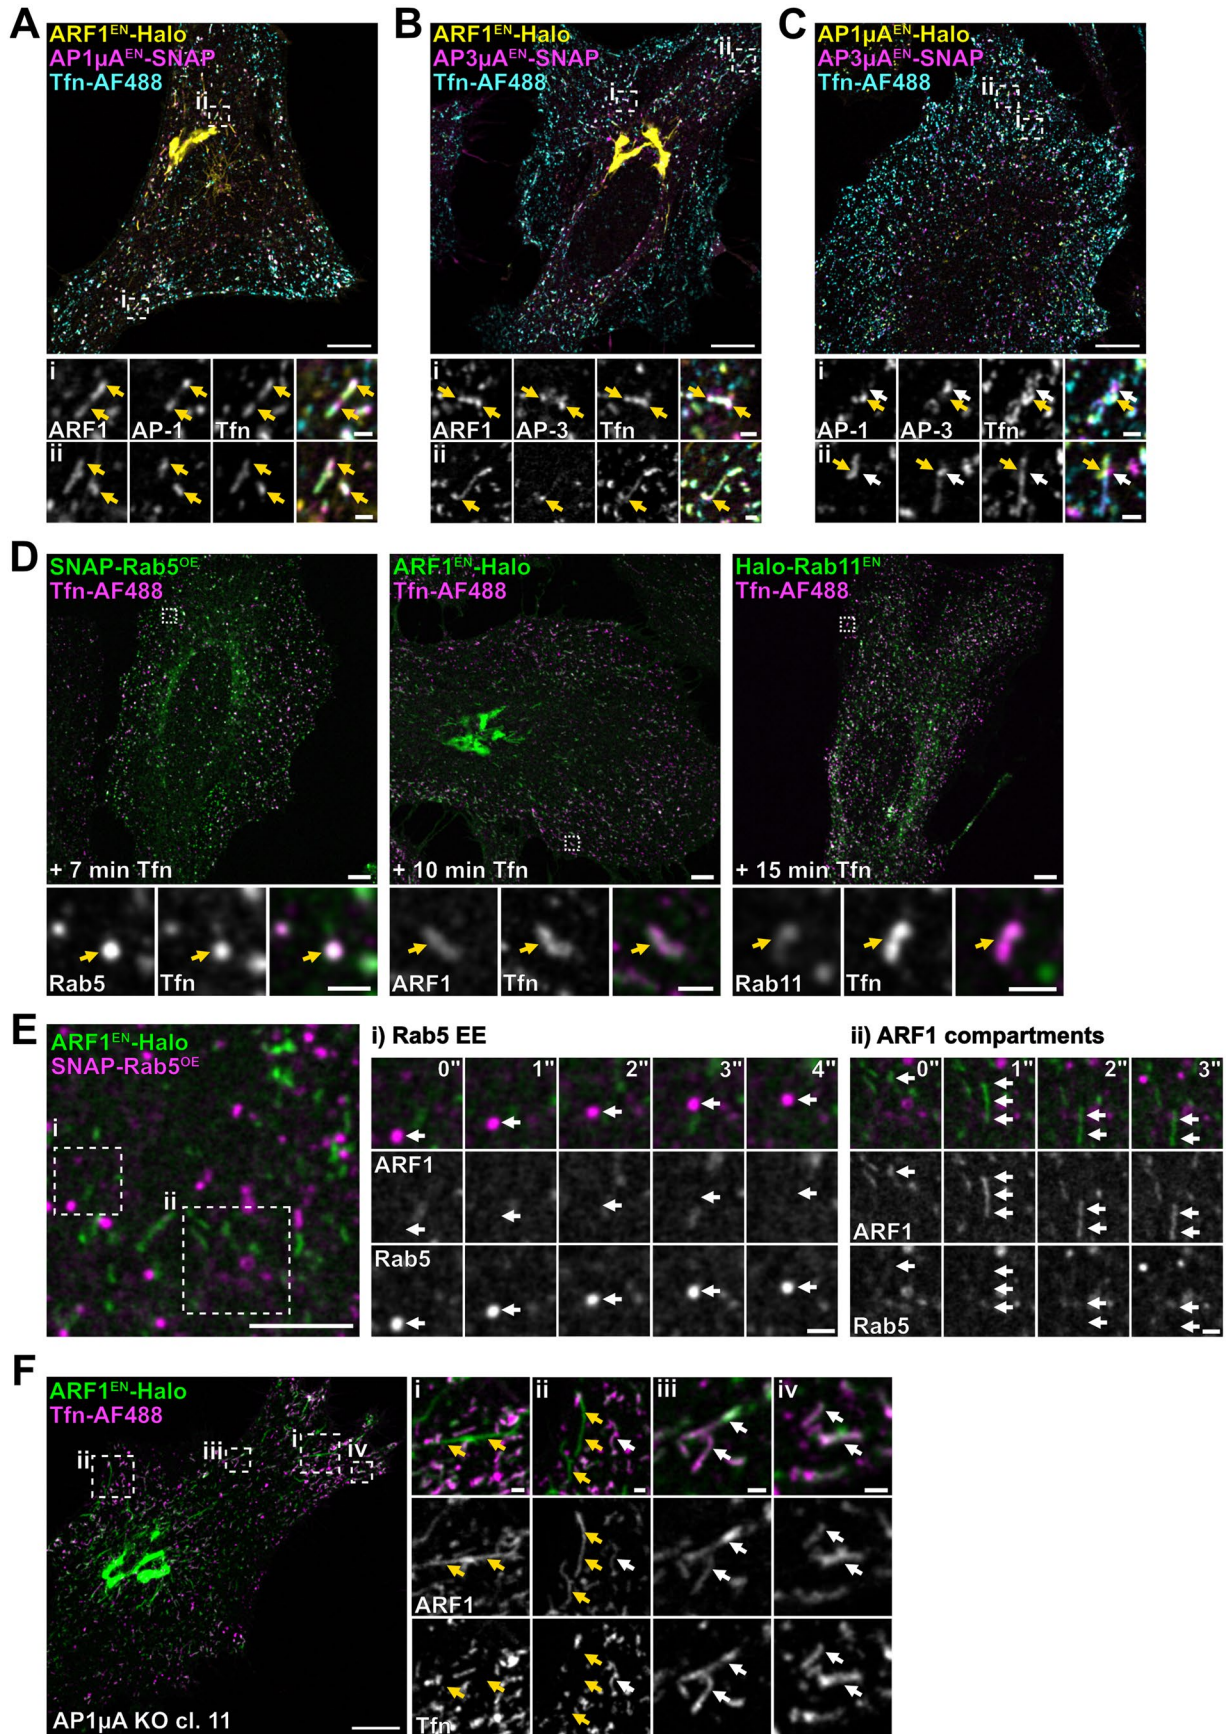 A
ARF1EN-Halo
AP1µAEN-SNAP
Tfn-AF488
ii
i
i
ARF1
AP-1
Tfn
ii
B
ARF1EN-Halo
AP3µAEN-SNAP
Tfn-AF488
ii
i
i
ARF1
AP-3
Tfn
ii
C
AP1µAEN-Halo
AP3µAEN-SNAP
Tfn-AF488
ii
i
i
AP-1
AP-3
Tfn
ii
D
SNAP-Rab5OE
Tfn-AF488
+ 7 min Tfn
Rab5
Tfn
ARF1EN-Halo
Tfn-AF488
+ 10 min Tfn
ARF1
Tfn
Halo-Rab11EN
Tfn-AF488
+ 15 min Tfn
Rab11
Tfn
E
ARF1EN-Halo
SNAP-Rab5OE
i
ii
i) Rab5 EE
0" 1" 2" 3" 4"
ARF1
Rab5
ii) ARF1 compartments
0" 1" 2" 3"
ARF1
Rab5
F
ARF1EN-Halo
Tfn-AF488
ii
iii
i
iv
AP1µA KO cl. 11
i
ii
iii
iv
ARF1
Tfn